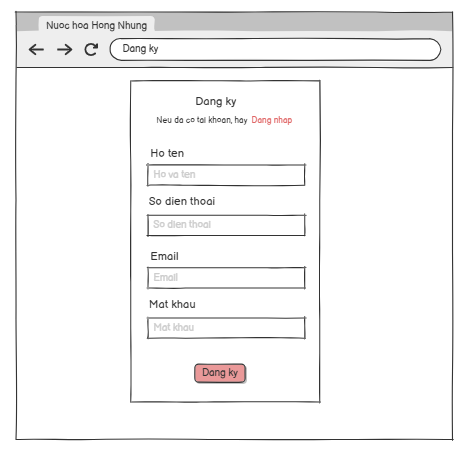 Nuoc hoa Hong Nhung
Dang ky
Dang ky
Neu da co tai khoan, hay Dang nhap
Ho ten
Ho va ten
So dien thoai
So dien thoai
Email
Email
Mat khau
Mat khau
Dang ky